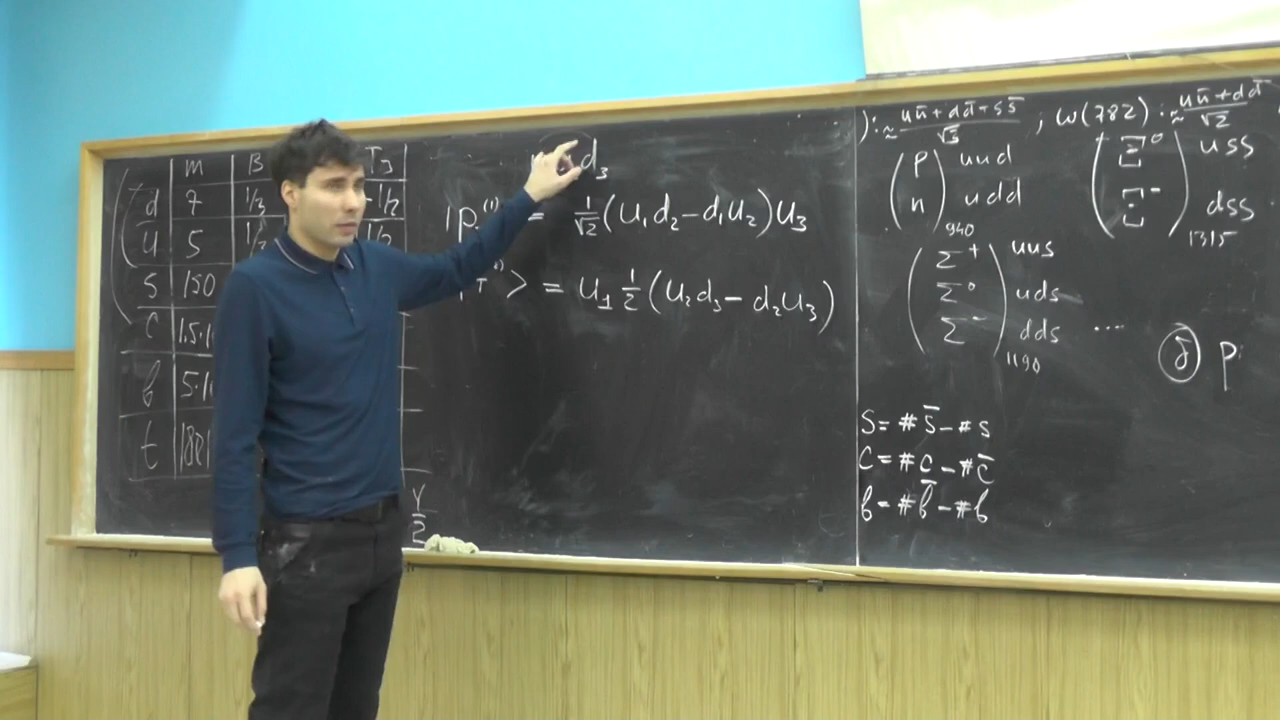 m B T₃
d 7 1/3 -1/2
u 5 1/3 1/2
s 150
c 1.5·1
b 5·10
t 180
Y/2
d₃
|p⁽¹⁾ = 1/√2 (u₁d₂-d₁u₂)u₃
⁽¹⁾> = u₁ 1/2 (u₂d₃ - d₂u₃)
): ≈ (uū+dd̄+ss̄)/√3 , ω(782) : ≈ (uū+dd̄)/√2
(p) uud
(n) udd
940
(Ξ⁰) uss
(Ξ⁻) dss
1315
(Σ⁺) uus
(Σ⁰) uds
(Σ⁻) dds ....
1190
б p
S = # s̄ - # s
C = # c - # c̄
b = # b̄ - # b